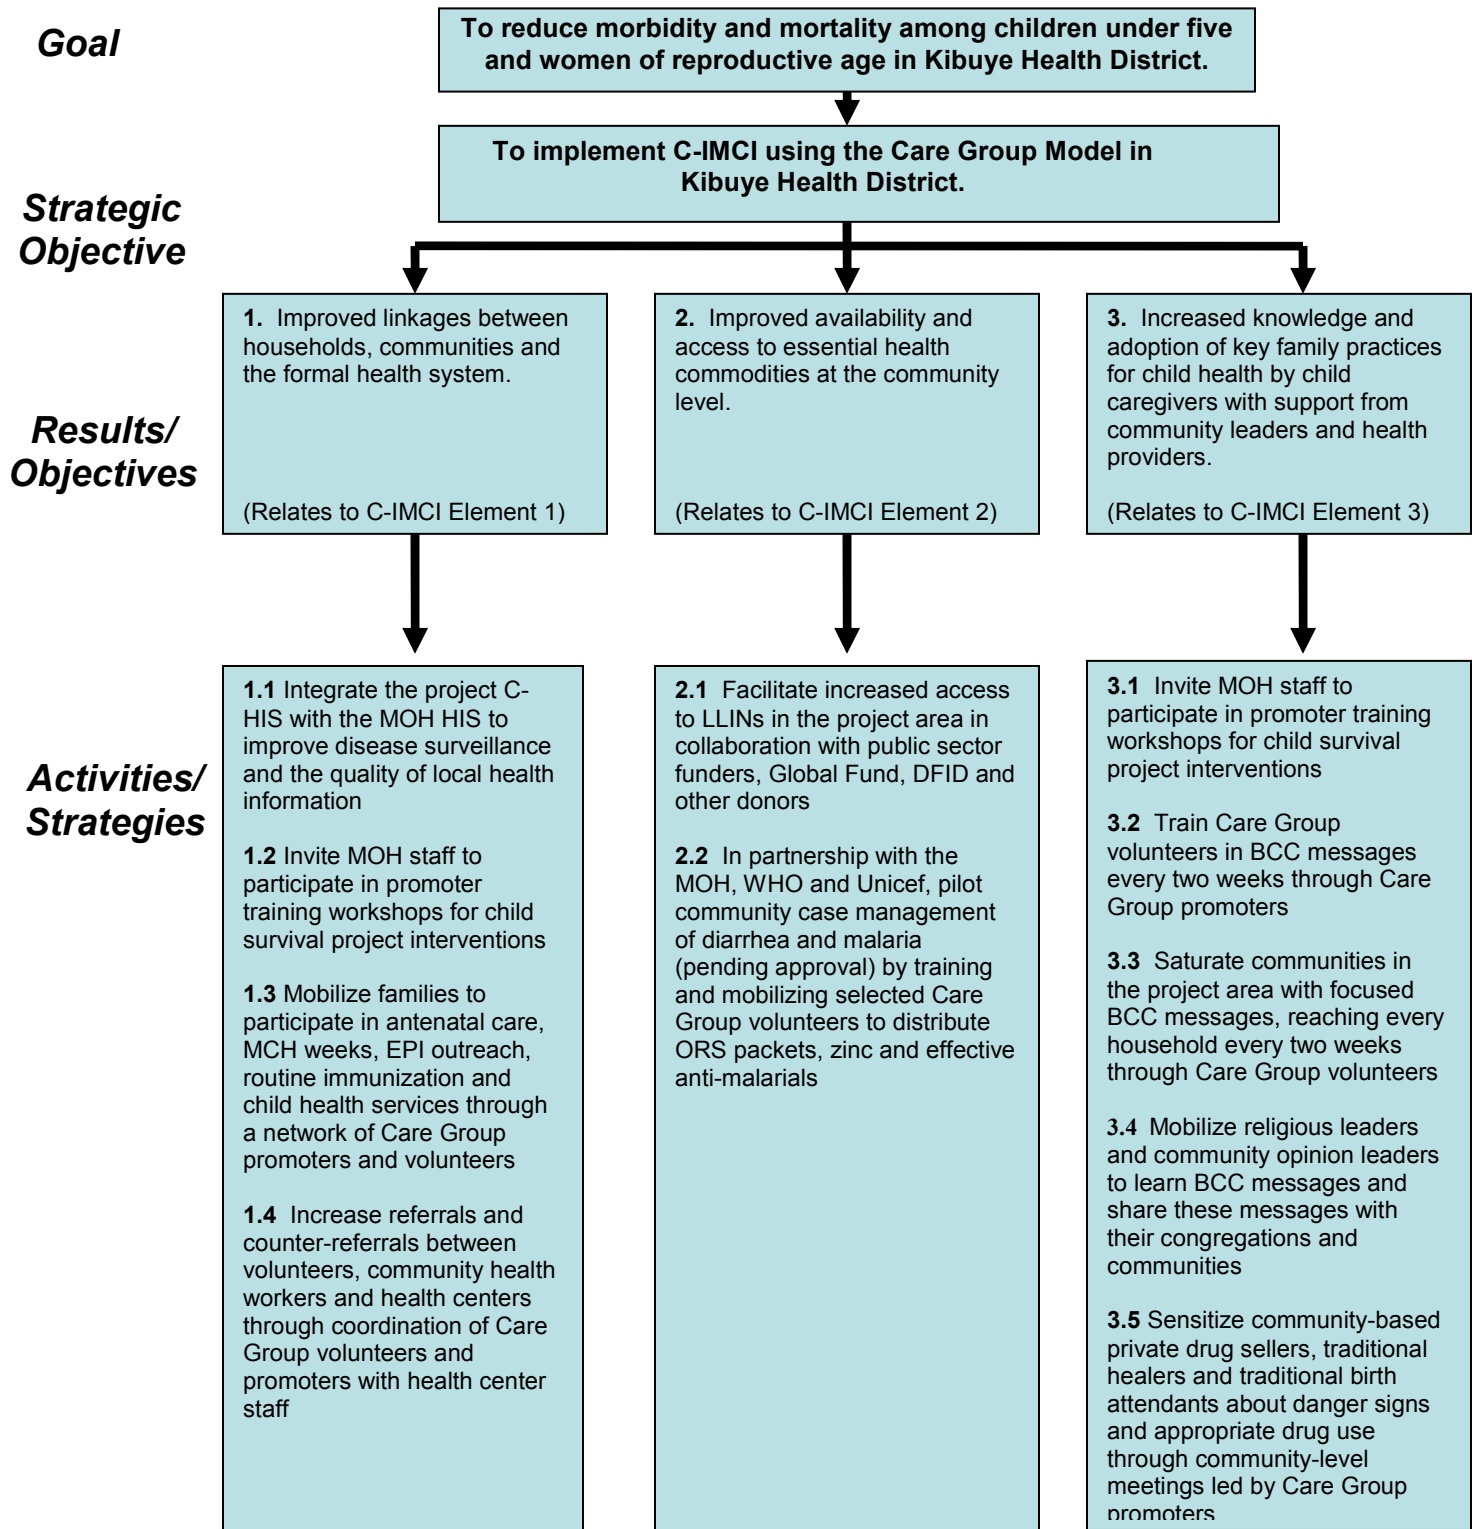 Goal
To reduce morbidity and mortality among children under five
and women of reproductive age in Kibuye Health District.
Strategic
Objective
To implement C-IMCI using the Care Group Model in
Kibuye Health District.
Results/
Objectives
1. Improved linkages between
households, communities and
the formal health system.
(Relates to C-IMCI Element 1)
2. Improved availability and
access to essential health
commodities at the community
level.
(Relates to C-IMCI Element 2)
3. Increased knowledge and
adoption of key family practices
for child health by child
caregivers with support from
community leaders and health
providers.
(Relates to C-IMCI Element 3)
Activities/
Strategies
1.1 Integrate the project C-
HIS with the MOH HIS to
improve disease surveillance
and the quality of local health
information
1.2 Invite MOH staff to
participate in promoter
training workshops for child
survival project interventions
1.3 Mobilize families to
participate in antenatal care,
MCH weeks, EPI outreach,
routine immunization and
child health services through
a network of Care Group
promoters and volunteers
1.4 Increase referrals and
counter-referrals between
volunteers, community health
workers and health centers
through coordination of Care
Group volunteers and
promoters with health center
staff
2.1 Facilitate increased access
to LLINs in the project area in
collaboration with public sector
funders, Global Fund, DFID and
other donors
2.2 In partnership with the
MOH, WHO and Unicef, pilot
community case management
of diarrhea and malaria
(pending approval) by training
and mobilizing selected Care
Group volunteers to distribute
ORS packets, zinc and effective
anti-malarials
3.1 Invite MOH staff to
participate in promoter training
workshops for child survival
project interventions
3.2 Train Care Group
volunteers in BCC messages
every two weeks through Care
Group promoters
3.3 Saturate communities in
the project area with focused
BCC messages, reaching every
household every two weeks
through Care Group volunteers
3.4 Mobilize religious leaders
and community opinion leaders
to learn BCC messages and
share these messages with
their congregations and
communities
3.5 Sensitize community-based
private drug sellers, traditional
healers and traditional birth
attendants about danger signs
and appropriate drug use
through community-level
meetings led by Care Group
promoters